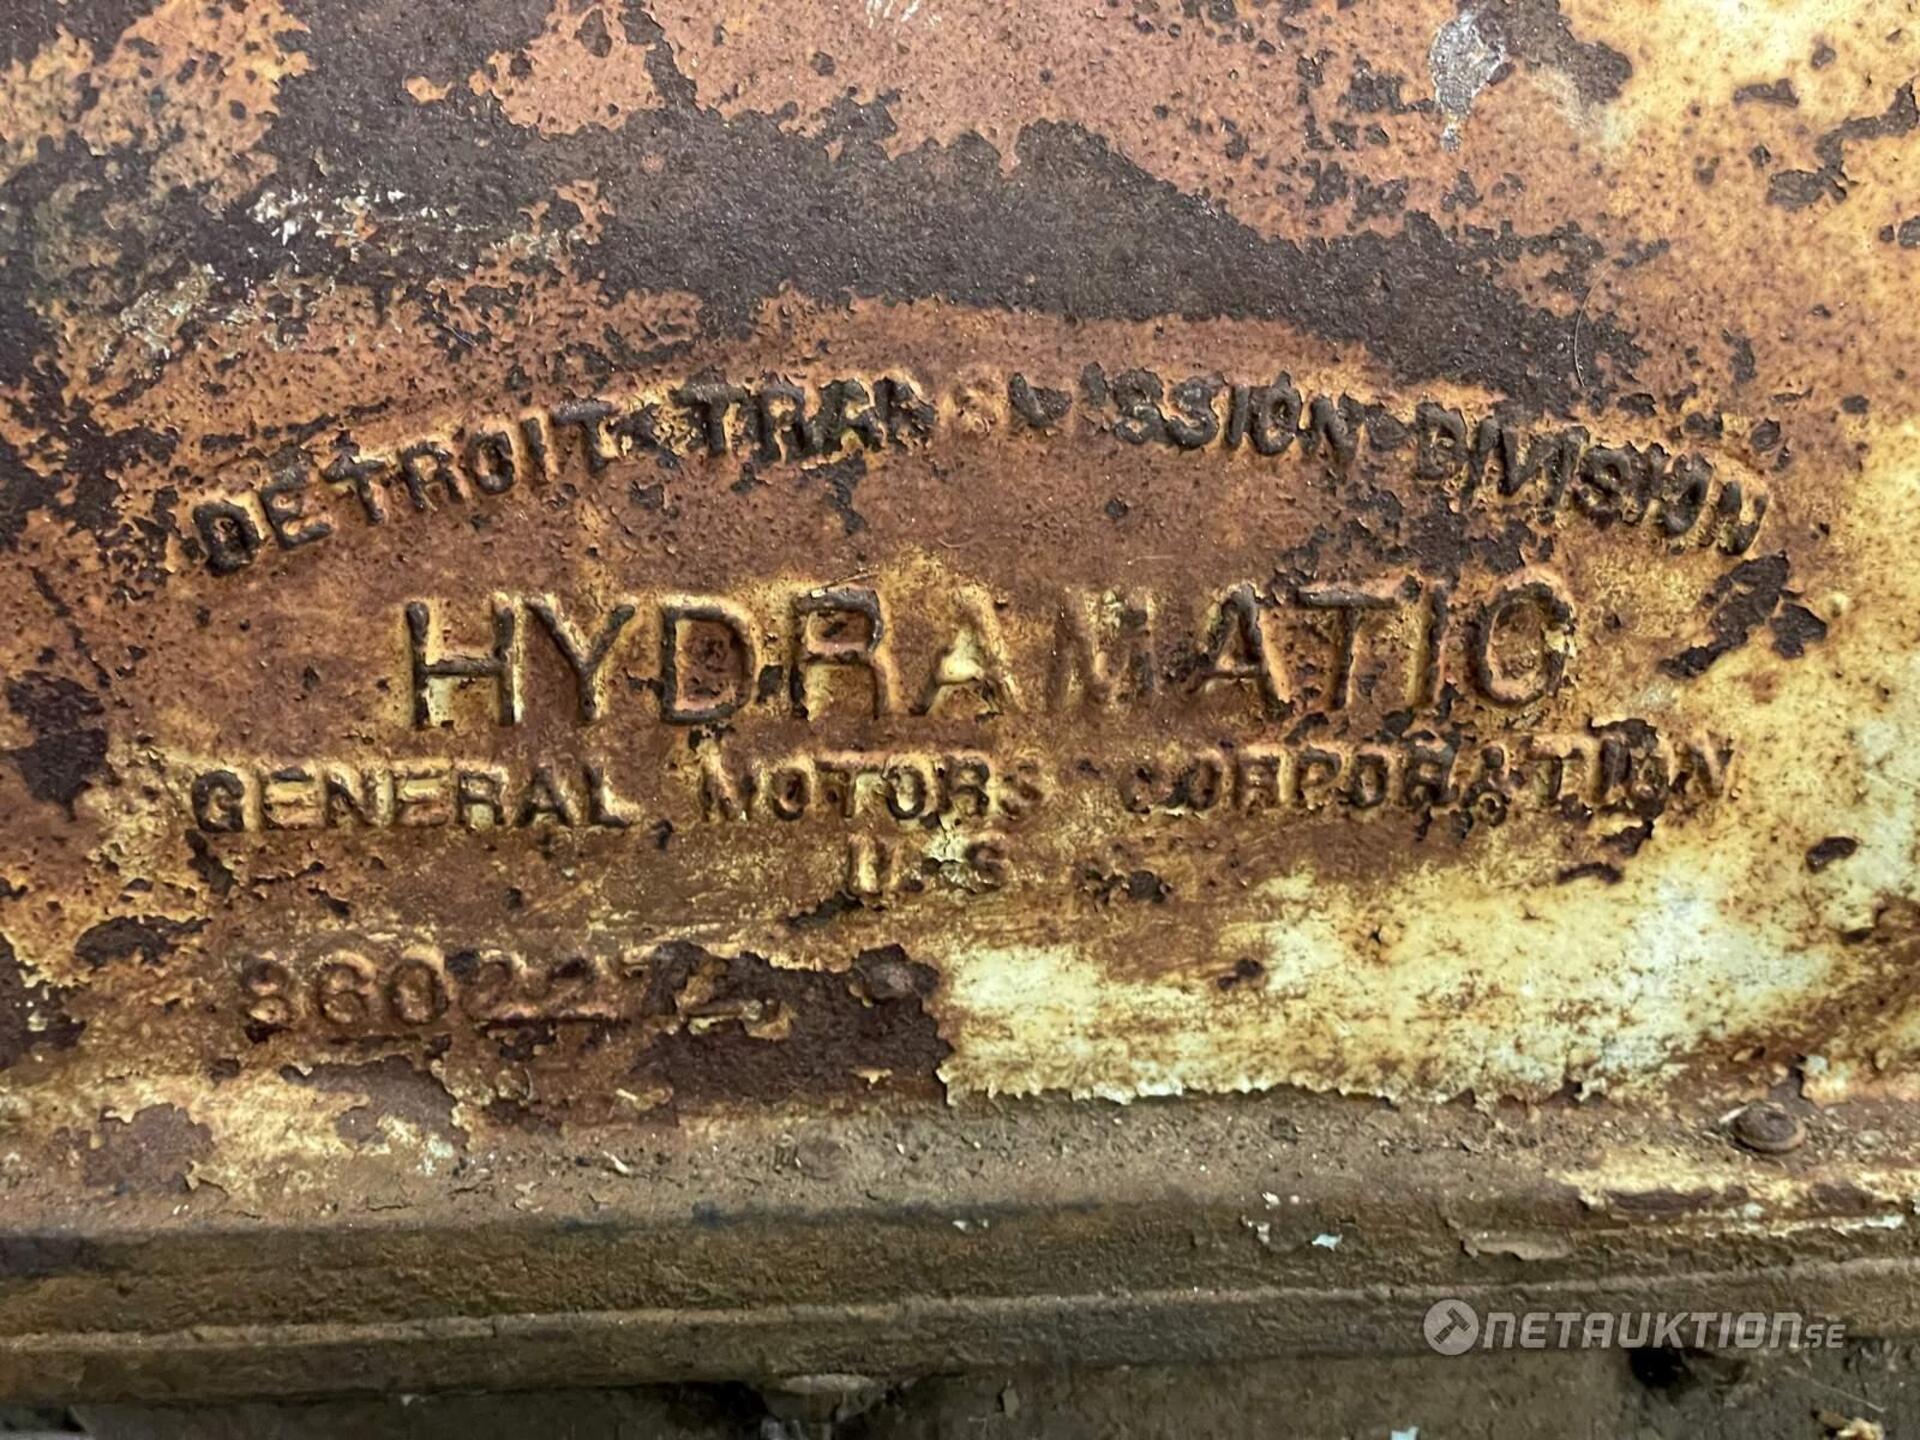 DETROIT TRANSMISSION DIVISION
HYDRAMATIC
GENERAL MOTORS CORPORATION
U.S
NETAUKTION.SE